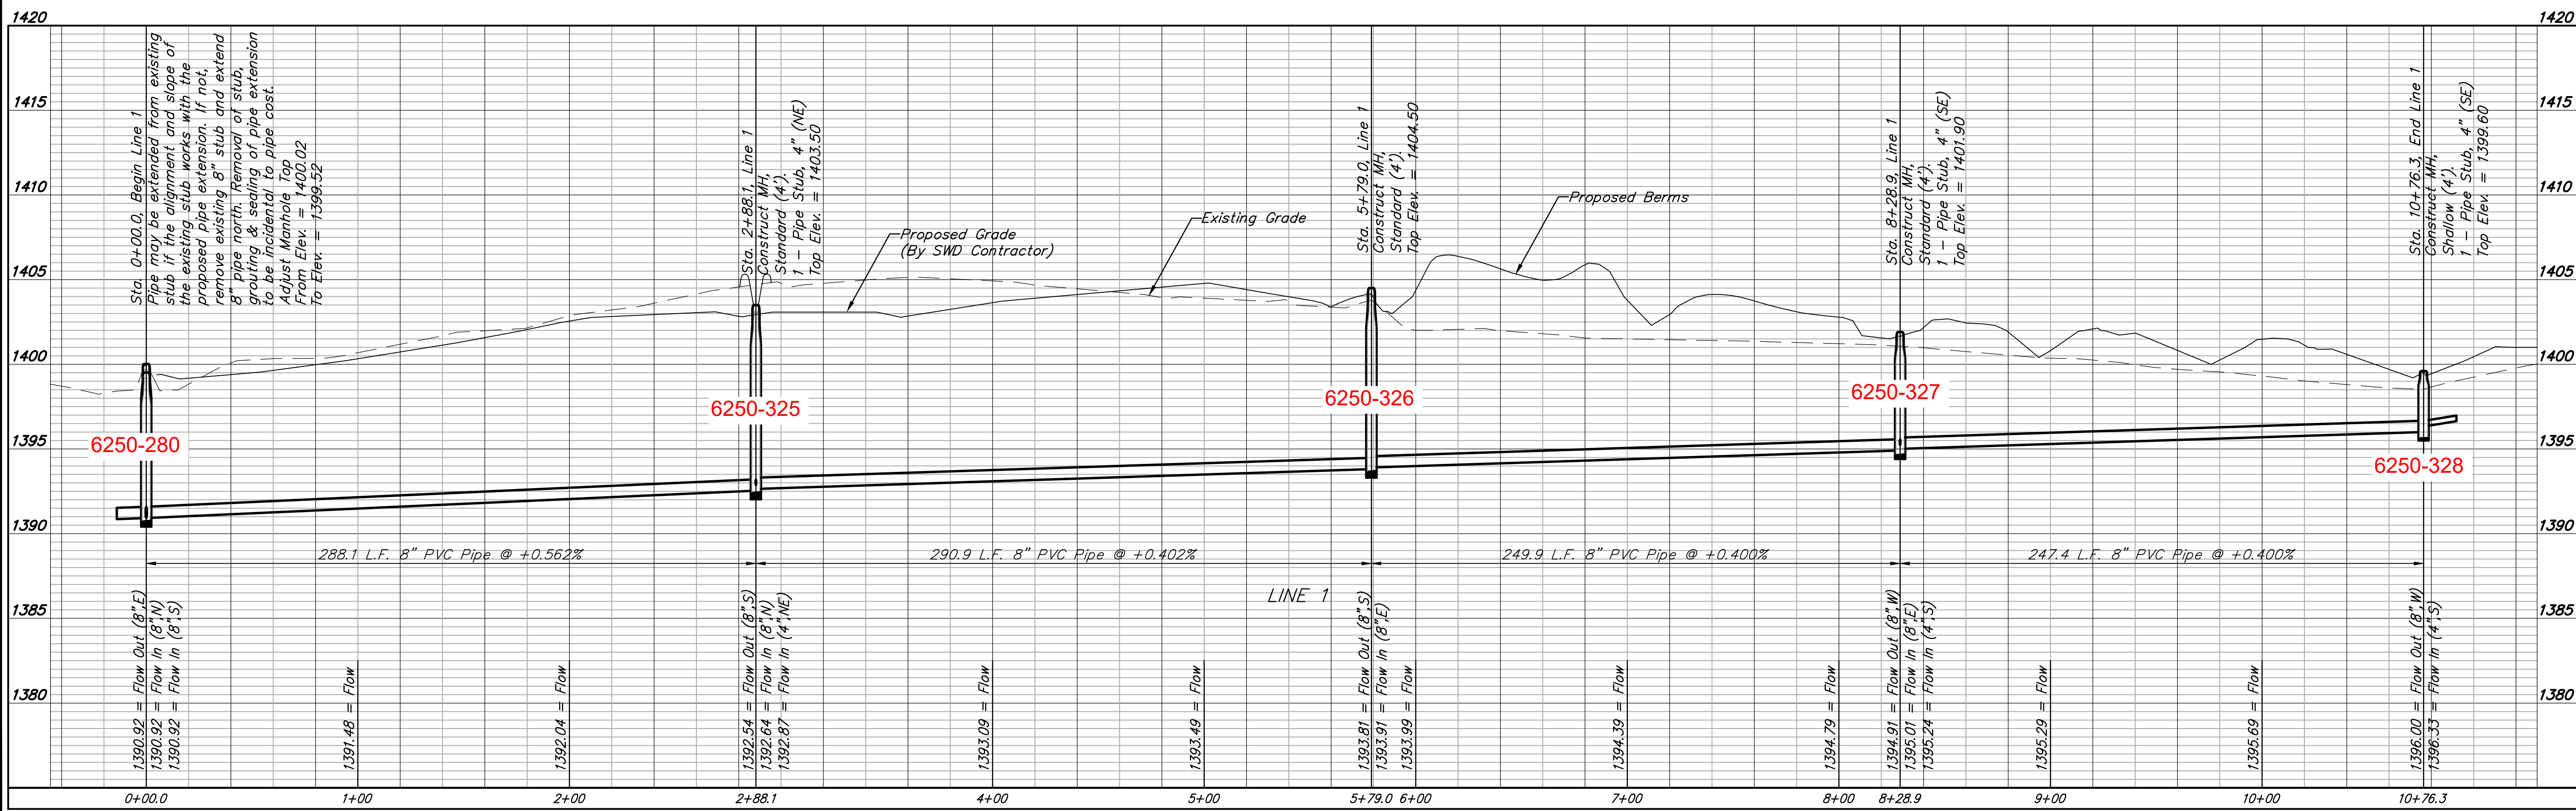 1420
1420
1415
1415
1410
1410
1405
1405
1400
1400
1395
1395
1390
1390
1385
1385
1380
1380
Sta. 0+00.0, Begin Line 1
Pipe may be extended from existing
stub if the alignment and slope of
the existing stub works with the
proposed pipe extension. If not,
remove existing 8" stub and extend
8" pipe north. Removal of stub,
grouting & sealing of pipe extension
to be incidental to pipe cost.
Adjust Manhole Top
From Elev. = 1400.02
To Elev. = 1399.52
Sta. 2+88.1, Line 1
Construct MH,
Standard (4').
1 - Pipe Stub, 4" (NE)
Top Elev. = 1403.50
Proposed Grade
(By SWD Contractor)
Existing Grade
Sta. 5+79.0, Line 1
Construct MH,
Standard (4').
Top Elev. = 1404.50
Proposed Berms
Sta. 8+28.9, Line 1
Construct MH,
Standard (4').
1 - Pipe Stub, 4" (SE)
Top Elev. = 1401.90
Sta. 10+76.3, End Line 1
Construct MH,
Shallow (4').
1 - Pipe Stub, 4" (SE)
Top Elev. = 1399.60
6250-280
6250-325
6250-326
6250-327
6250-328
288.1 L.F. 8" PVC Pipe @ +0.562%
290.9 L.F. 8" PVC Pipe @ +0.402%
249.9 L.F. 8" PVC Pipe @ +0.400%
247.4 L.F. 8" PVC Pipe @ +0.400%
LINE 1
1390.92 = Flow Out (8",E)
1390.92 = Flow In (8",N)
1390.92 = Flow In (8",S)
1391.48 = Flow
1392.04 = Flow
1392.54 = Flow Out (8",S)
1392.64 = Flow In (8",N)
1392.87 = Flow In (4",NE)
1393.09 = Flow
1393.49 = Flow
1393.81 = Flow Out (8",S)
1393.91 = Flow In (8",E)
1393.99 = Flow
1394.39 = Flow
1394.79 = Flow
1394.91 = Flow Out (8",W)
1395.01 = Flow In (8",E)
1395.24 = Flow In (4",S)
1395.29 = Flow
1395.69 = Flow
1396.00 = Flow Out (8",W)
1396.33 = Flow In (4",S)
0+00.0
1+00
2+00
2+88.1
4+00
5+00
5+79.0
6+00
7+00
8+00
8+28.9
9+00
10+00
10+76.3